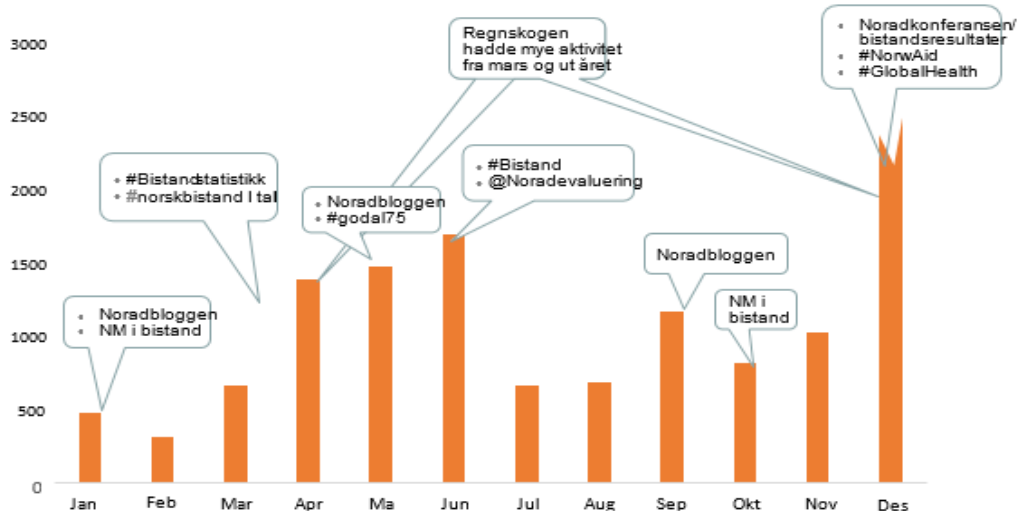 3000
2500
2000
1500
1000
500
0
Jan
Feb
Mar
Apr
Ma
Jun
Jul
Aug
Sep
Okt
Nov
Des
Noradbloggen
NM i bistand
#Bistandstatistikk
#norskbistand I tal
Regnskogen
hadde mye aktivitet
fra mars og ut året
Noradbloggen
#godal75
#Bistand
@Noradevaluering
Noradbloggen
NM i
bistand
Noradkonferansen/
bistandsresultater
#NorwAid
#GlobalHealth